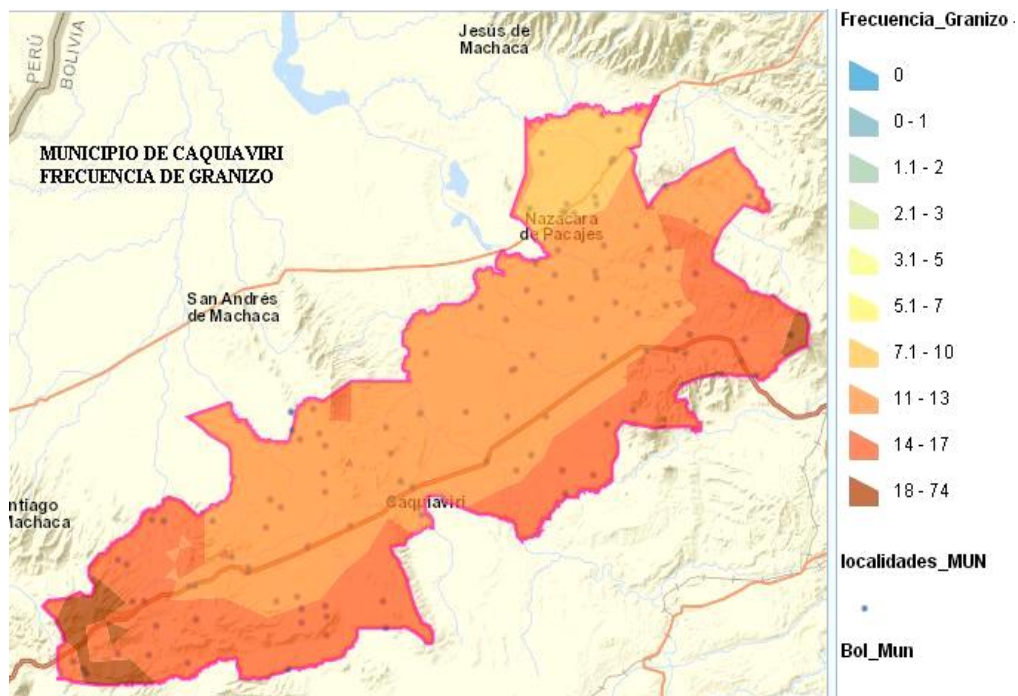 Frecuencia_Granizo
Jesús de
Machaca
PERÚ
BOLIVIA
0
0 - 1
MUNICIPIO DE CAQUIAVIRI
FRECUENCIA DE GRANIZO
1.1 - 2
2.1 - 3
Nazácara
de Pacajes
3.1 - 5
San Andrés
de Machaca
5.1 - 7
7.1 - 10
11 - 13
14 - 17
18 - 74
Caquiaviri
ntiago
Machaca
localidades_MUN
Bol_Mun